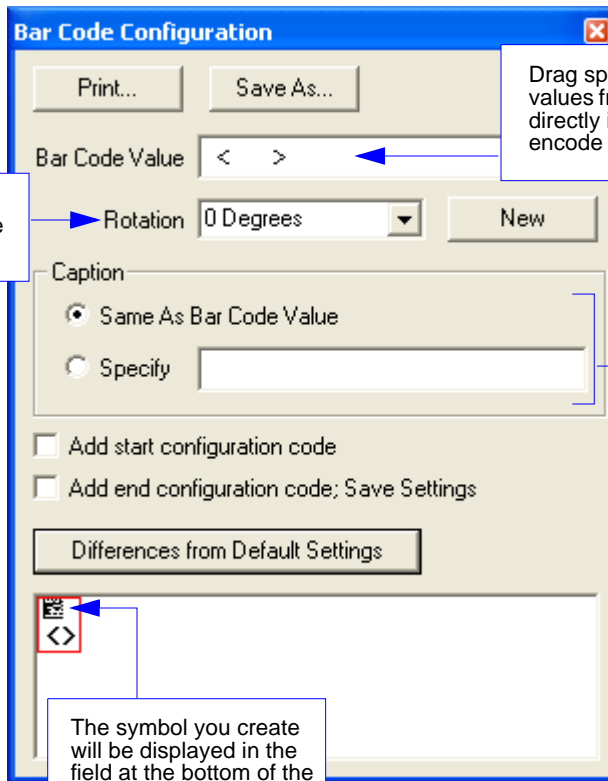 Bar Code Configuration
Print...
Save As...
Drag
values
directly
encode
Bar Code Value < >
Rotation 0 Degrees
New
Caption
Same As Bar Code Value
Specify
Add start configuration code
Add end configuration code; Save Settings
Differences from Default Settings
<>
The symbol you create
will be displayed in the
field at the bottom of the